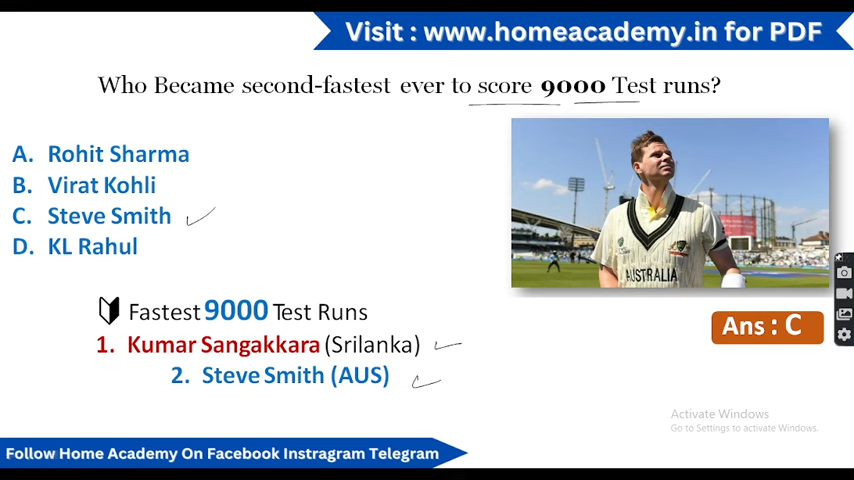 Visit : www.homeacademy.in for PDF
Who Became second-fastest ever to score 9000 Test runs?
A. Rohit Sharma
B. Virat Kohli
C. Steve Smith
D. KL Rahul
AUSTRALIA
Fastest 9000 Test Runs
1. Kumar Sangakkara (Srilanka)
2. Steve Smith (AUS)
Ans : C
Activate Windows
Go to Settings to activate Windows.
Follow Home Academy On Facebook Instragram Telegram